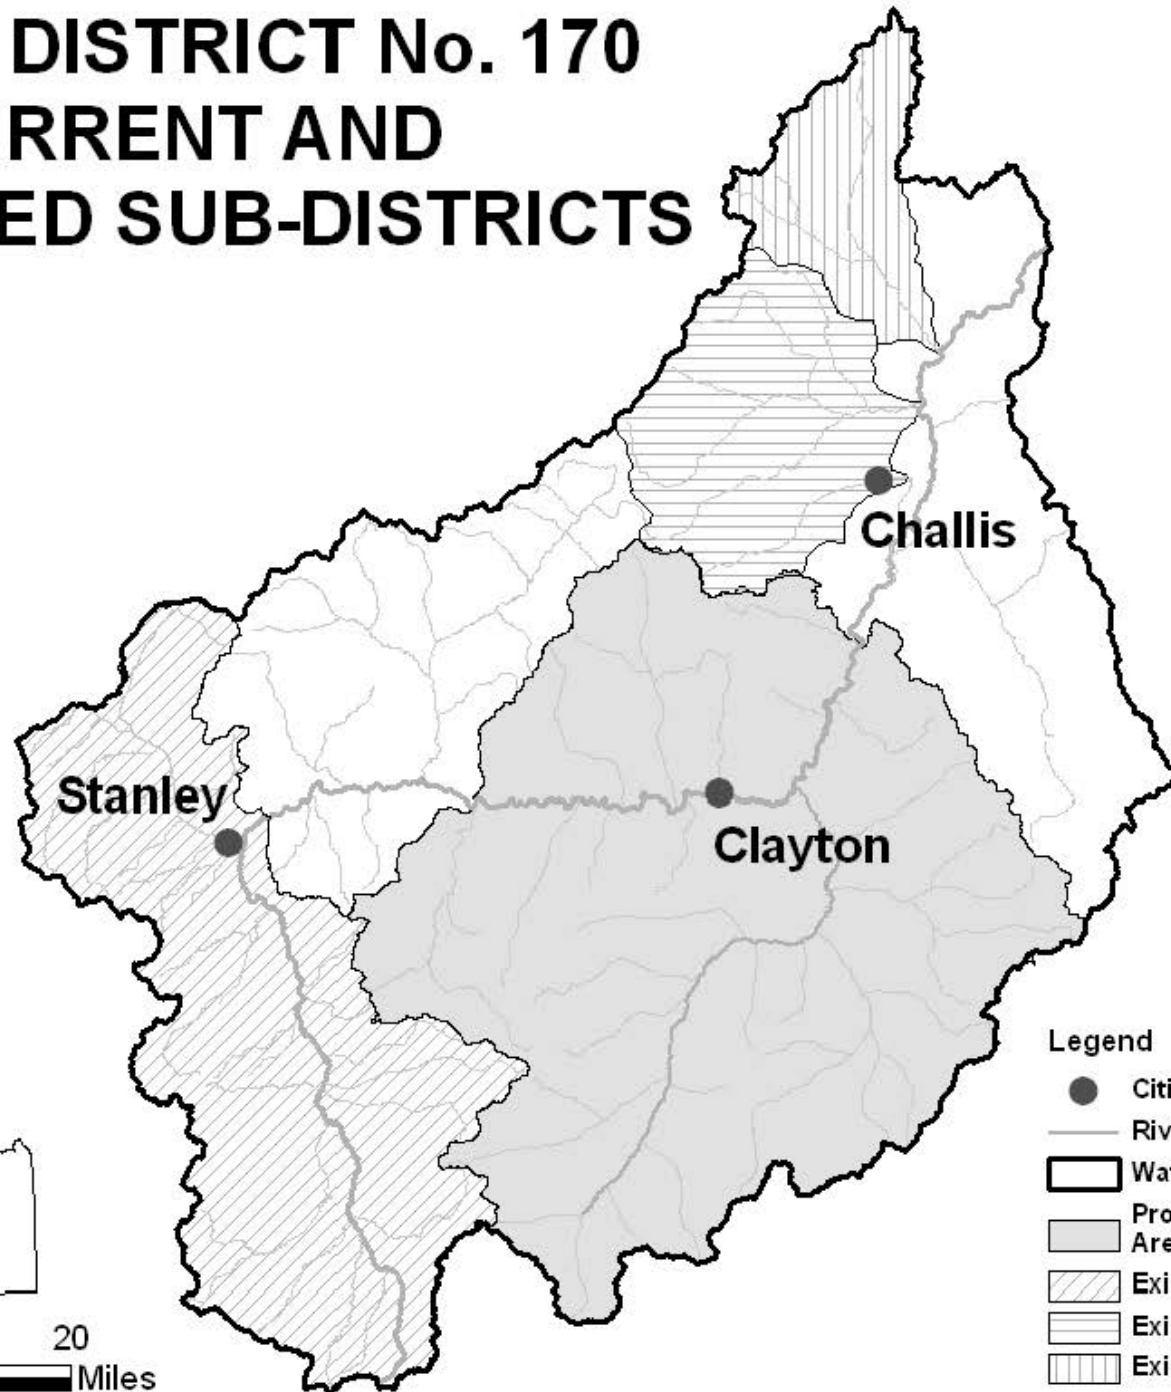 DISTRICT No. 170
RRENT AND
ED SUB-DISTRICTS
Challis
Stanley
Clayton
Legend
Citi
Riv
Wat
Pro
Are
Exi
Exi
Exi
20
Miles